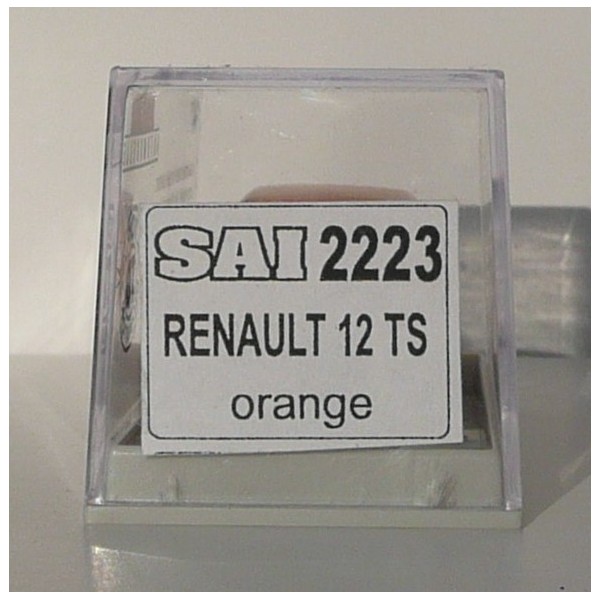 SAI 2223
RENAULT 12 TS
orange